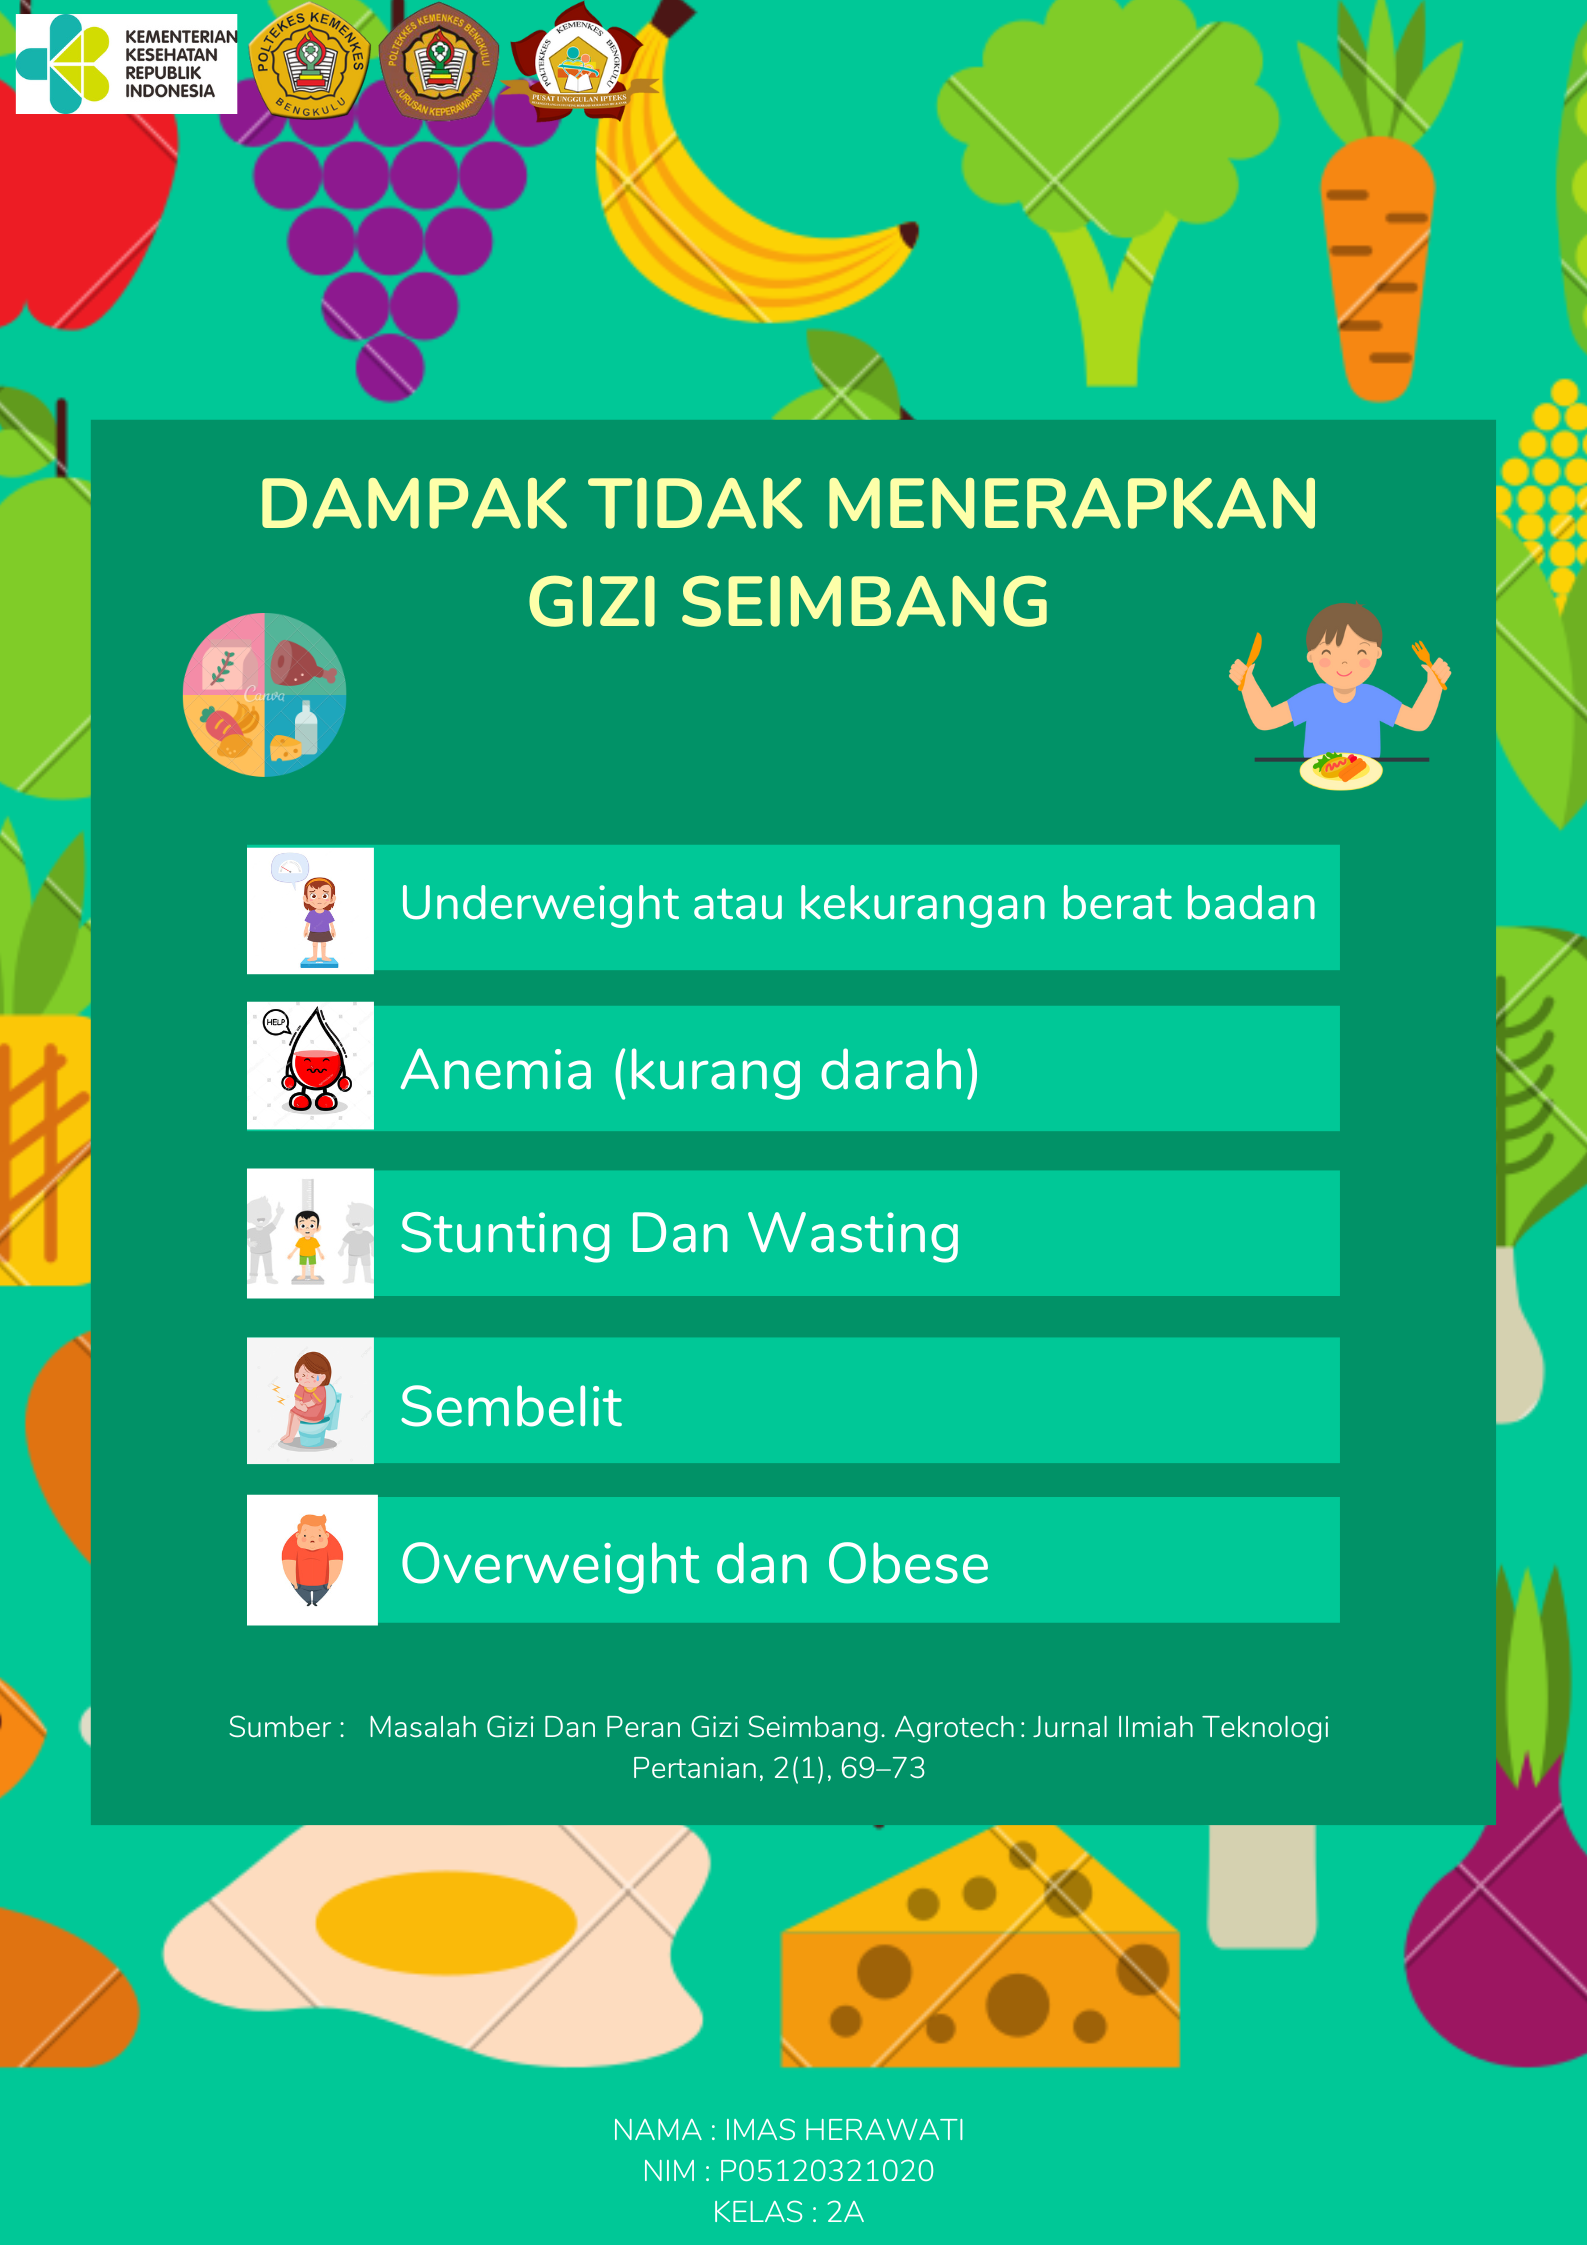 KEMENTERIAN
KESEHATAN
REPUBLIK
INDONESIA
POLTEKES KEMENKES
BENGKULU
POLTEKKES KEMENKES BENGKULU
JURUSAN KEPERAWATAN
POLTEKKES KEMENKES BENGKULU
PUSAT UNGGULAN IPTEKS
DAMPAK TIDAK MENERAPKAN
GIZI SEIMBANG
Canva
Underweight atau kekurangan berat badan
HELP
Anemia (kurang darah)
Stunting Dan Wasting
Sembelit
Overweight dan Obese
Sumber : Masalah Gizi Dan Peran Gizi Seimbang. Agrotech : Jurnal Ilmiah Teknologi
Pertanian, 2(1), 69–73
NAMA : IMAS HERAWATI
NIM : P05120321020
KELAS : 2A